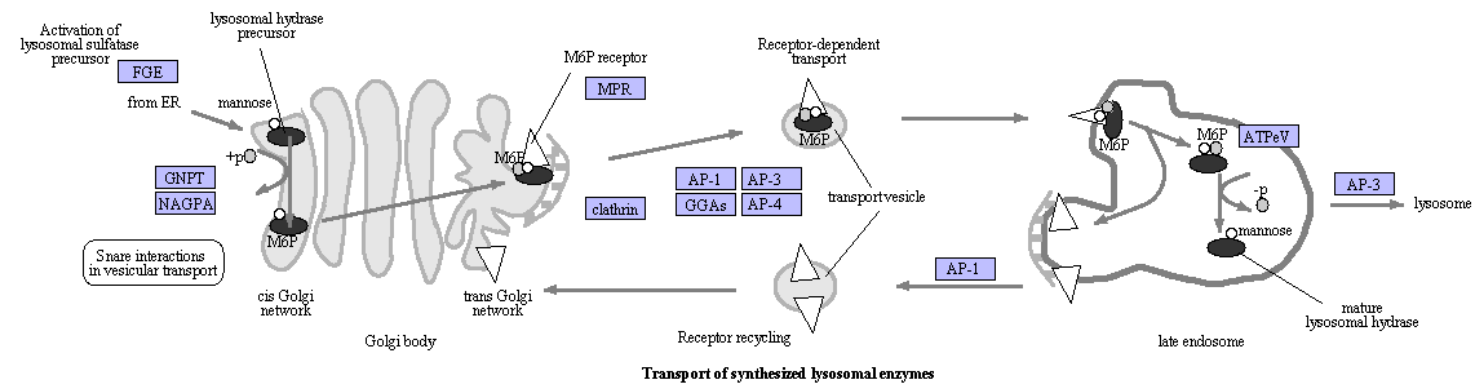 Activation of
lysosomal sulfatase
precursor
FGE
from ER
lysosomal hydrase
precursor
mannose
+p
GNPT
NAGPA
M6P
Snare interactions
in vesicular transport
cis Golgi
network
Golgi body
M6P receptor
MPR
M6P
clathrin
trans Golgi
network
Receptor-dependent
transport
M6P
AP-1
AP-3
GGAs
AP-4
transport vesicle
AP-1
Receptor recycling
M6P
M6P
ATPeV
-p
mannose
AP-3
lysosome
mature
lysosomal hydrase
late endosome
Transport of synthesized lysosomal enzymes